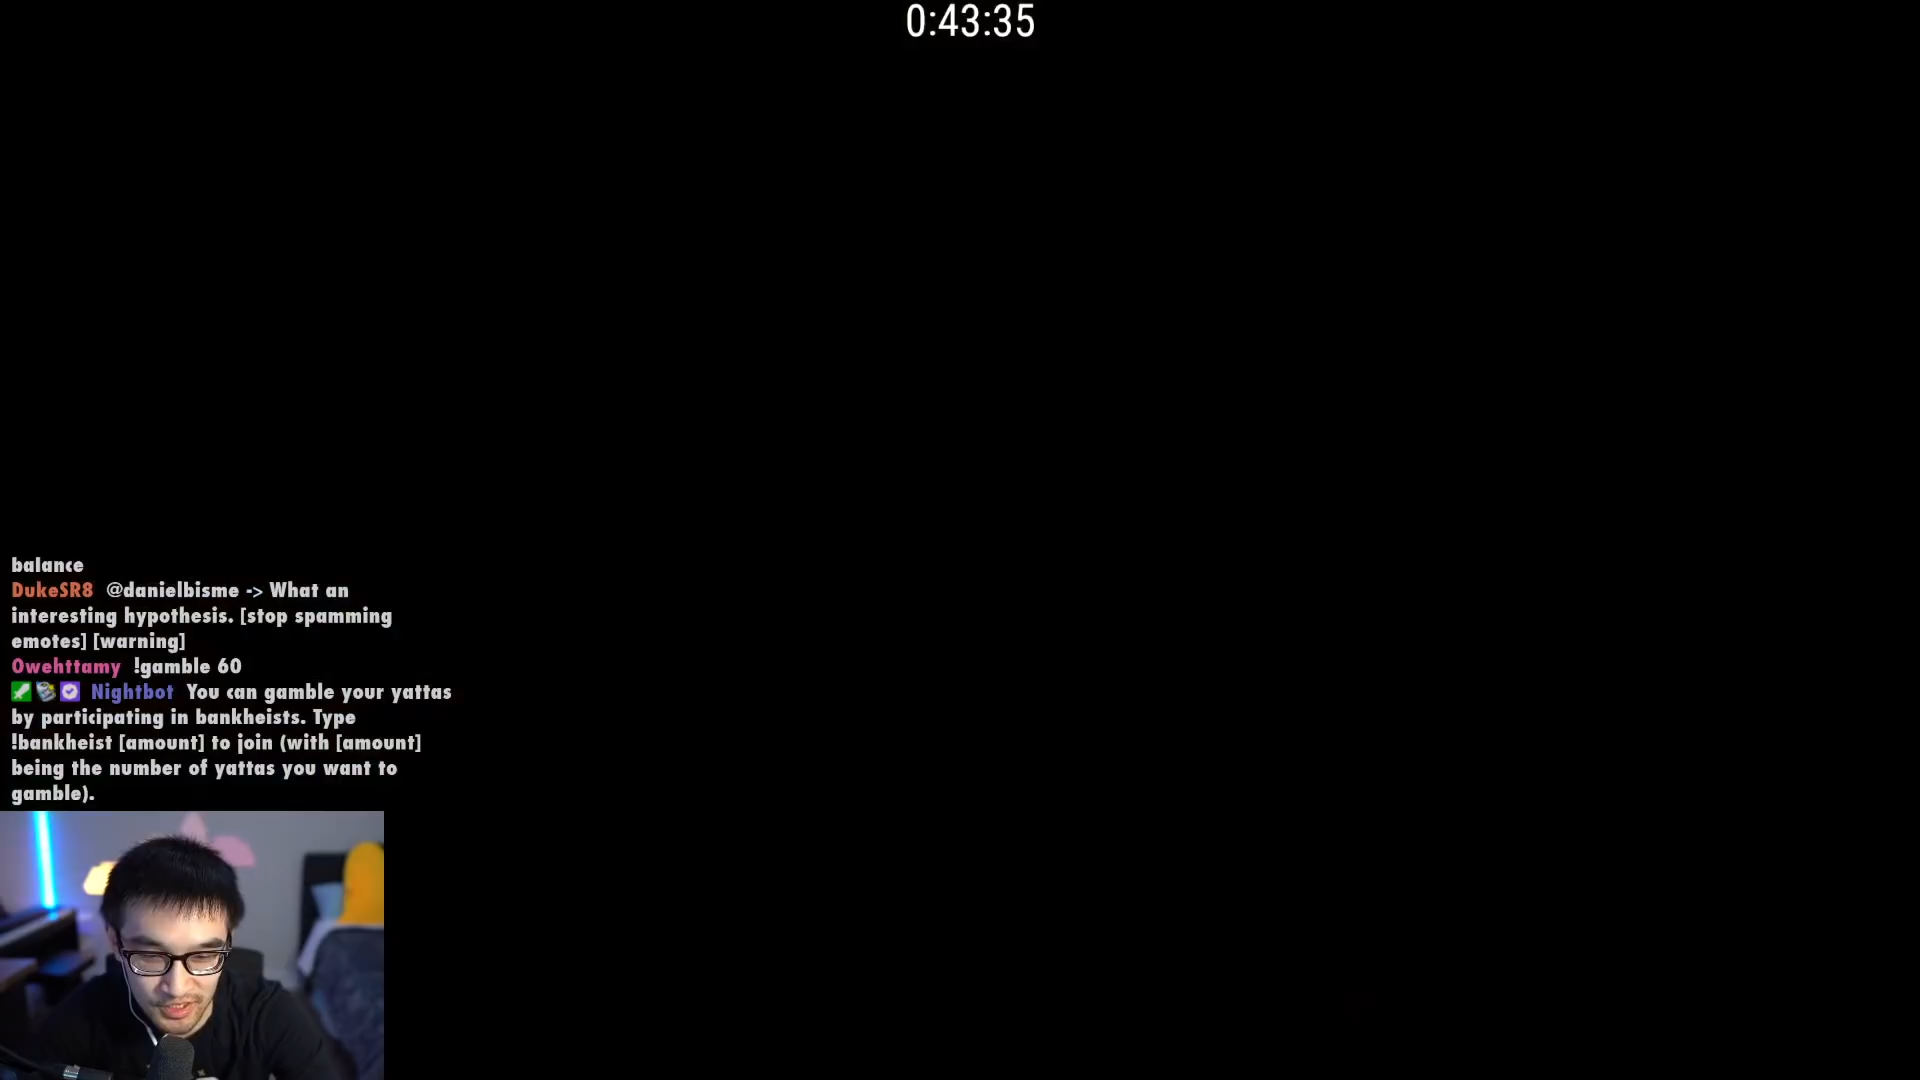 0:43:35
balance
DukeSR8 @danielbisme -> What an
interesting hypothesis. [stop spamming
emotes] [warning]
Owehttamy !gamble 60
Nightbot You can gamble your yattas
by participating in bankheists. Type
!bankheist [amount] to join (with [amount]
being the number of yattas you want to
gamble).